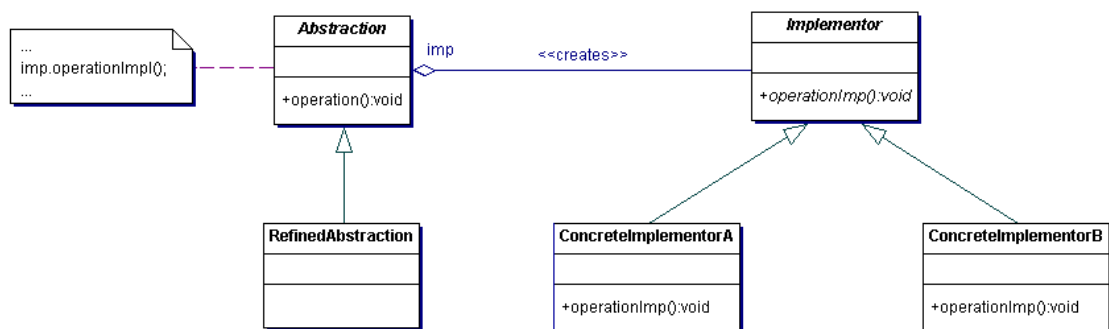 Abstraction
Implementor
...
imp.operationImpl();
...
imp
<<creates>>
+operation():void
+operationImp():void
RefinedAbstraction
ConcreteImplementorA
ConcreteImplementorB
+operationImp():void
+operationImp():void